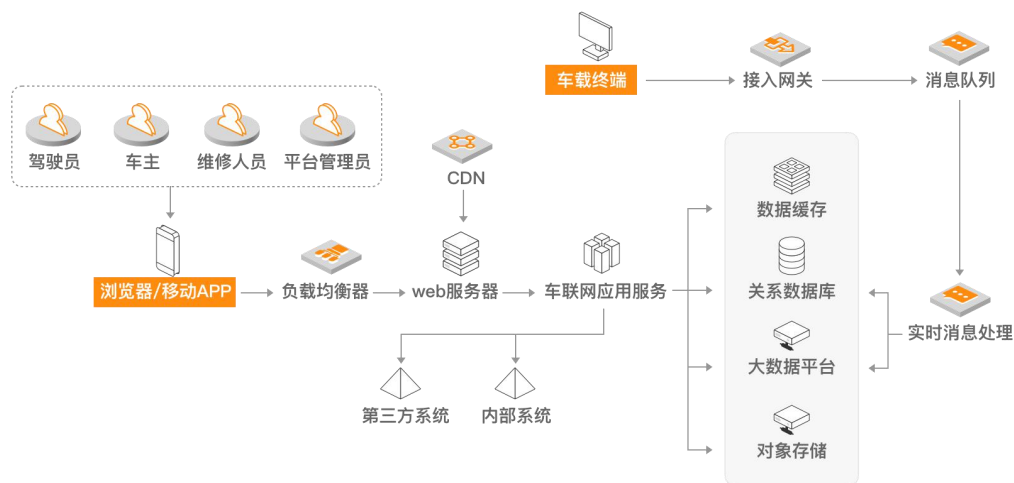 车载终端
接入网关
消息队列
驾驶员
车主
维修人员
平台管理员
CDN
数据缓存
浏览器/移动APP
负载均衡器
web服务器
车联网应用服务
关系数据库
实时消息处理
大数据平台
第三方系统
内部系统
对象存储